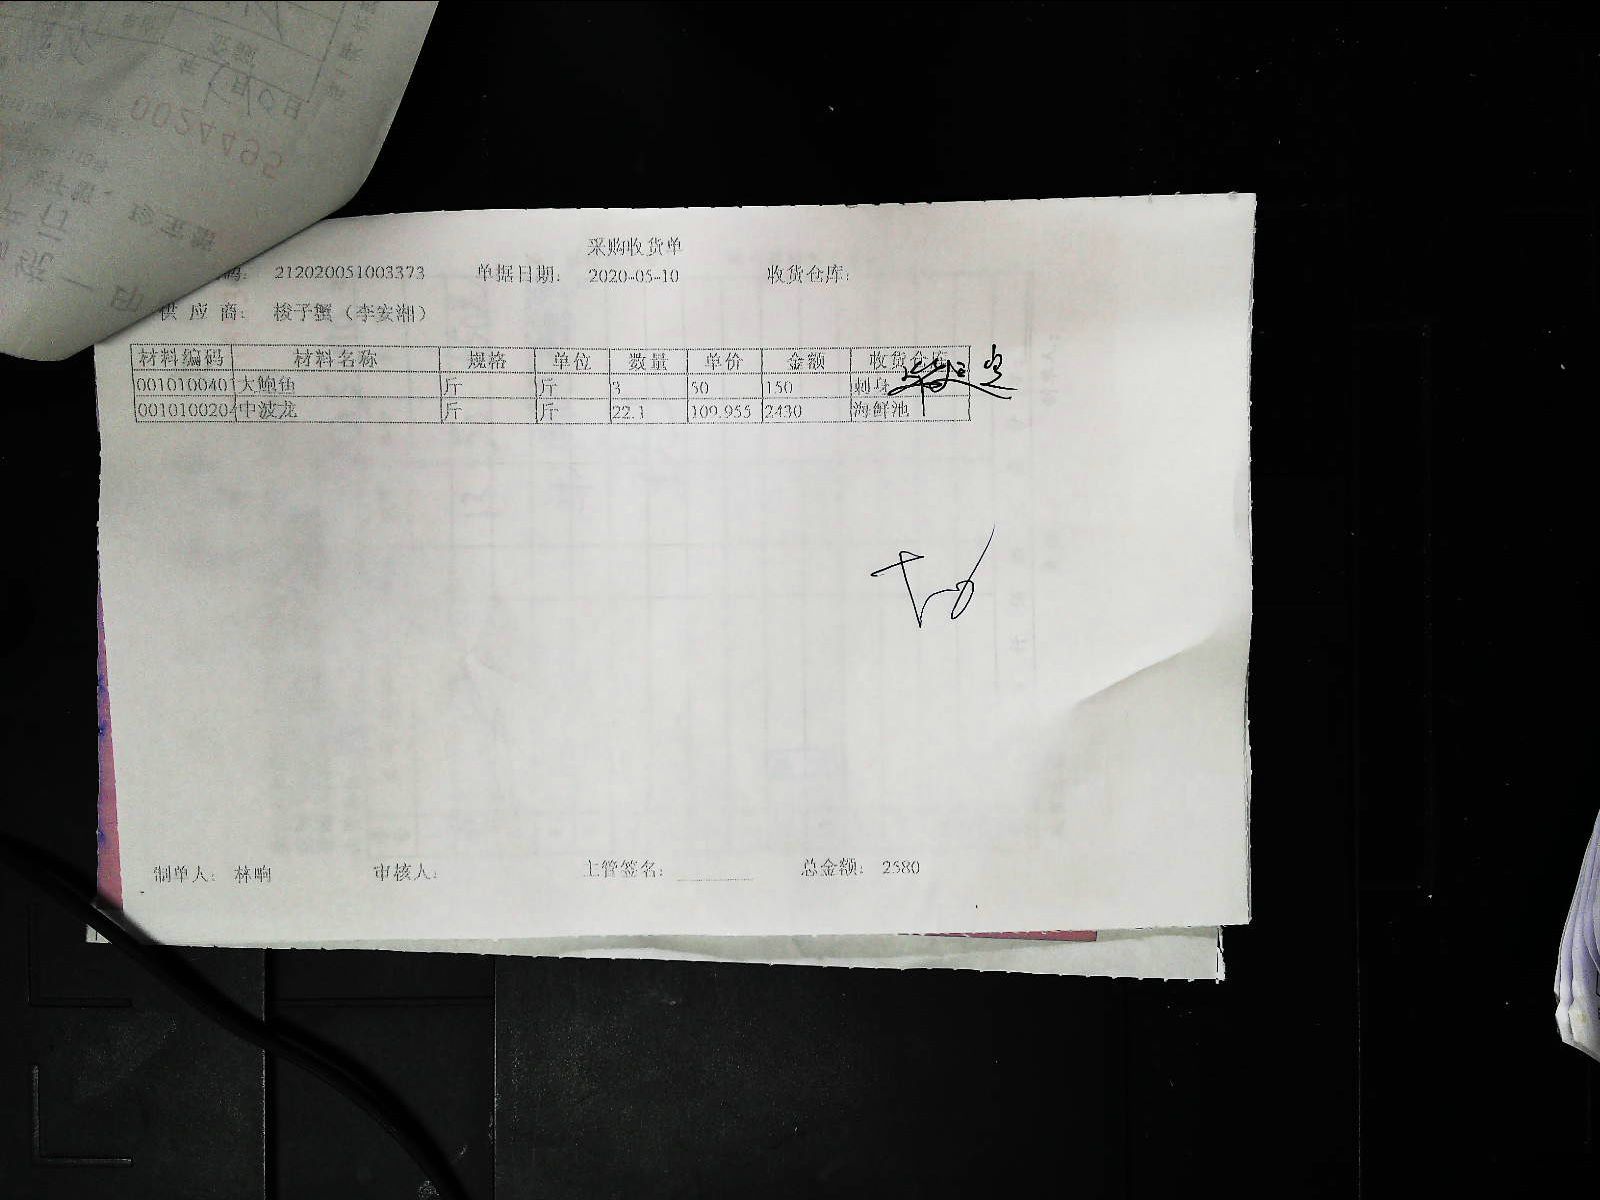 采购收货单
码: 212020051003373 单据日期: 2020-05-10 收货仓库:
供 应 商: 梭子蟹（李安湘）
材料编码 材料名称 规格 单位 数量 单价 金额 收货仓库
0010100401 大鲍鱼 斤 斤 3 50 150 刺身
001010020 中波龙 斤 斤 22.1 109.955 2430 海鲜池
制单人: 林响 审核人: 主管签名: 总金额: 2580
0024495